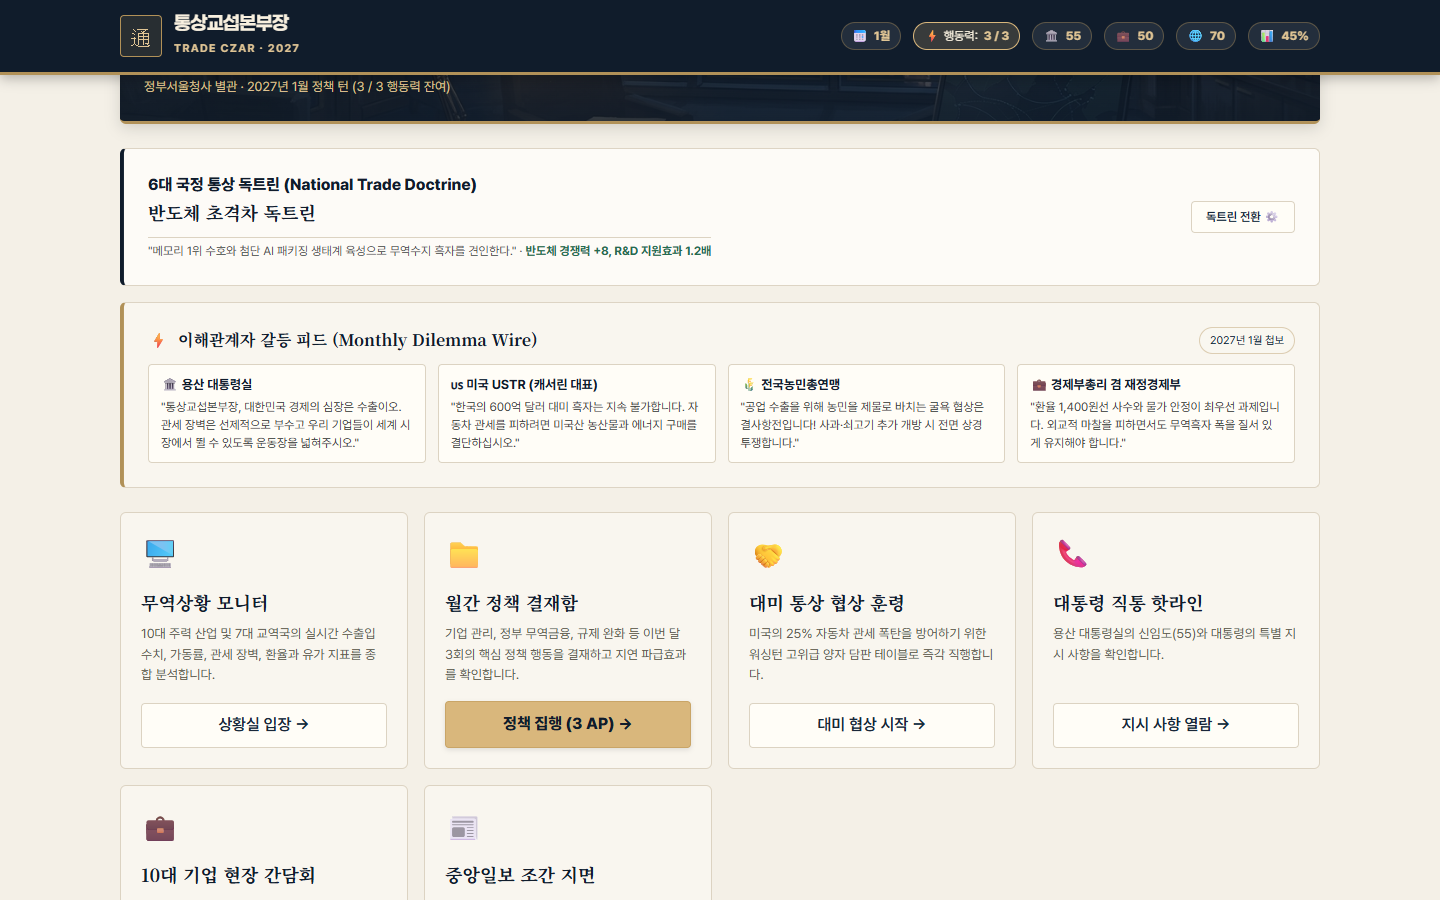 通
통상교섭본부장
TRADE CZAR · 2027
1월
행동력: 3 / 3
55
50
70
45%
정부서울청사 별관 · 2027년 1월 정책 턴 (3 / 3 행동력 잔여)
6대 국정 통상 독트린 (National Trade Doctrine)
반도체 초격차 독트린
"메모리 1위 수호와 첨단 AI 패키징 생태계 육성으로 무역수지 흑자를 견인한다." · 반도체 경쟁력 +8, R&D 지원효과 1.2배
독트린 전환
이해관계자 갈등 피드 (Monthly Dilemma Wire)
2027년 1월 첩보
용산 대통령실
"통상교섭본부장, 대한민국 경제의 심장은 수출이오.
관세 장벽은 선제적으로 부수고 우리 기업들이 세계 시
장에서 뛸 수 있도록 운동장을 넓혀주시오."
US 미국 USTR (캐서린 대표)
"한국의 600억 달러 대미 흑자는 지속 불가합니다. 자
동차 관세를 피하려면 미국산 농산물과 에너지 구매를
결단하십시오."
전국농민총연맹
"공업 수출을 위해 농민을 제물로 바치는 굴욕 협상은
결사항전입니다! 사과·쇠고기 추가 개방 시 전면 상경
투쟁합니다."
경제부총리 겸 재정경제부
"환율 1,400원선 사수와 물가 안정이 최우선 과제입니
다. 외교적 마찰을 피하면서도 무역흑자 폭을 질서 있
게 유지해야 합니다."
무역상황 모니터
10대 주력 산업 및 7대 교역국의 실시간 수출입
수치, 가동률, 관세 장벽, 환율과 유가 지표를 종
합 분석합니다.
상황실 입장 →
월간 정책 결재함
기업 관리, 정부 무역금융, 규제 완화 등 이번 달
3회의 핵심 정책 행동을 결재하고 지연 파급효과
를 확인합니다.
정책 집행 (3 AP) →
대미 통상 협상 훈령
미국의 25% 자동차 관세 폭탄을 방어하기 위한
워싱턴 고위급 양자 담판 테이블로 즉각 직행합니
다.
대미 협상 시작 →
대통령 직통 핫라인
용산 대통령실의 신임도(55)와 대통령의 특별 지
시 사항을 확인합니다.
지시 사항 열람 →
10대 기업 현장 간담회
중앙일보 조간 지면